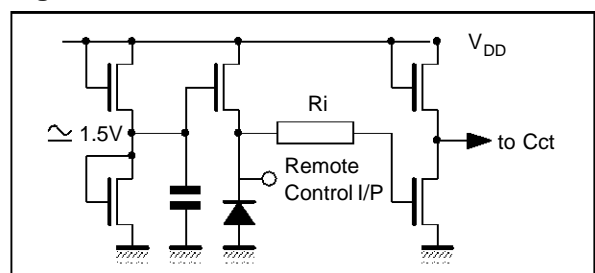 V_DD
Ri
≃ 1.5V
to Cct
Remote
Control I/P